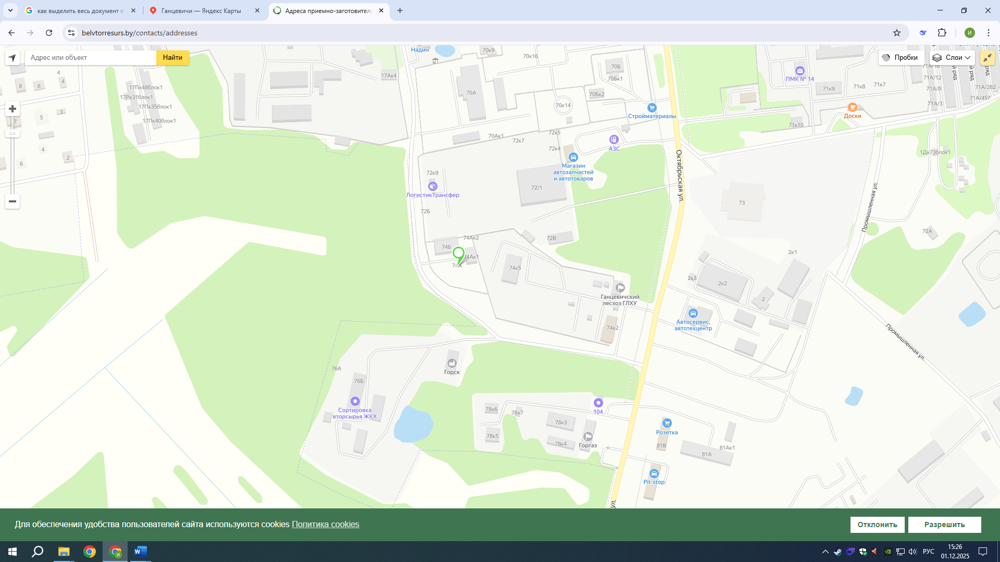 как выделить весь документ в
Ганцевичи — Яндекс Карты
Адреса приемно-заготовитель
belvtorresurs.by/contacts/addresses
И
Адрес или объект
Найти
Пробки
Слои
Надин
70к9
70к16
70Б
70Бк1
70Бк2
70А
70к14
17Ак4
17Пк48блок1
17Рк31блок1
17Пк35блок1
17Пк40блок1
4
4
8
6
3
5
7
4
2
6
ПМК № 14
71к9
71к8
71к7
71А/16
71А/12
71А/8
71А/3
71А/282
71А/457
й ряд
ряд
Доски
71к10
Стройматериалы
АЗС
70Ак1
72к7
72к5
72к4
72к9
Магазин
автозапчастей
и автотоваров
72/1
ЛогистикТрансфер
72Б
72В
Октябрьская ул.
73
Промышленная ул.
1Дк73блок1
72А
74Ак2
74Б
74Ак1
74А
74к5
Ганцевичский
лесхоз ГЛХУ
74к2
2к1
2к3
2к2
2
Автосервис,
автотехцентр
Промышленная ул.
76А
76Б
Горск
Сортировка
вторсырья ЖКХ
78к6
78к7
78к5
78к3
78к4
104
Горгаз
Розетка
81В
81Ак1
81А
Pit-stop
ул.
Для обеспечения удобства пользователей сайта используются cookies Политика cookies
Отклонить
Разрешить
РУС
15:26
01.12.2025